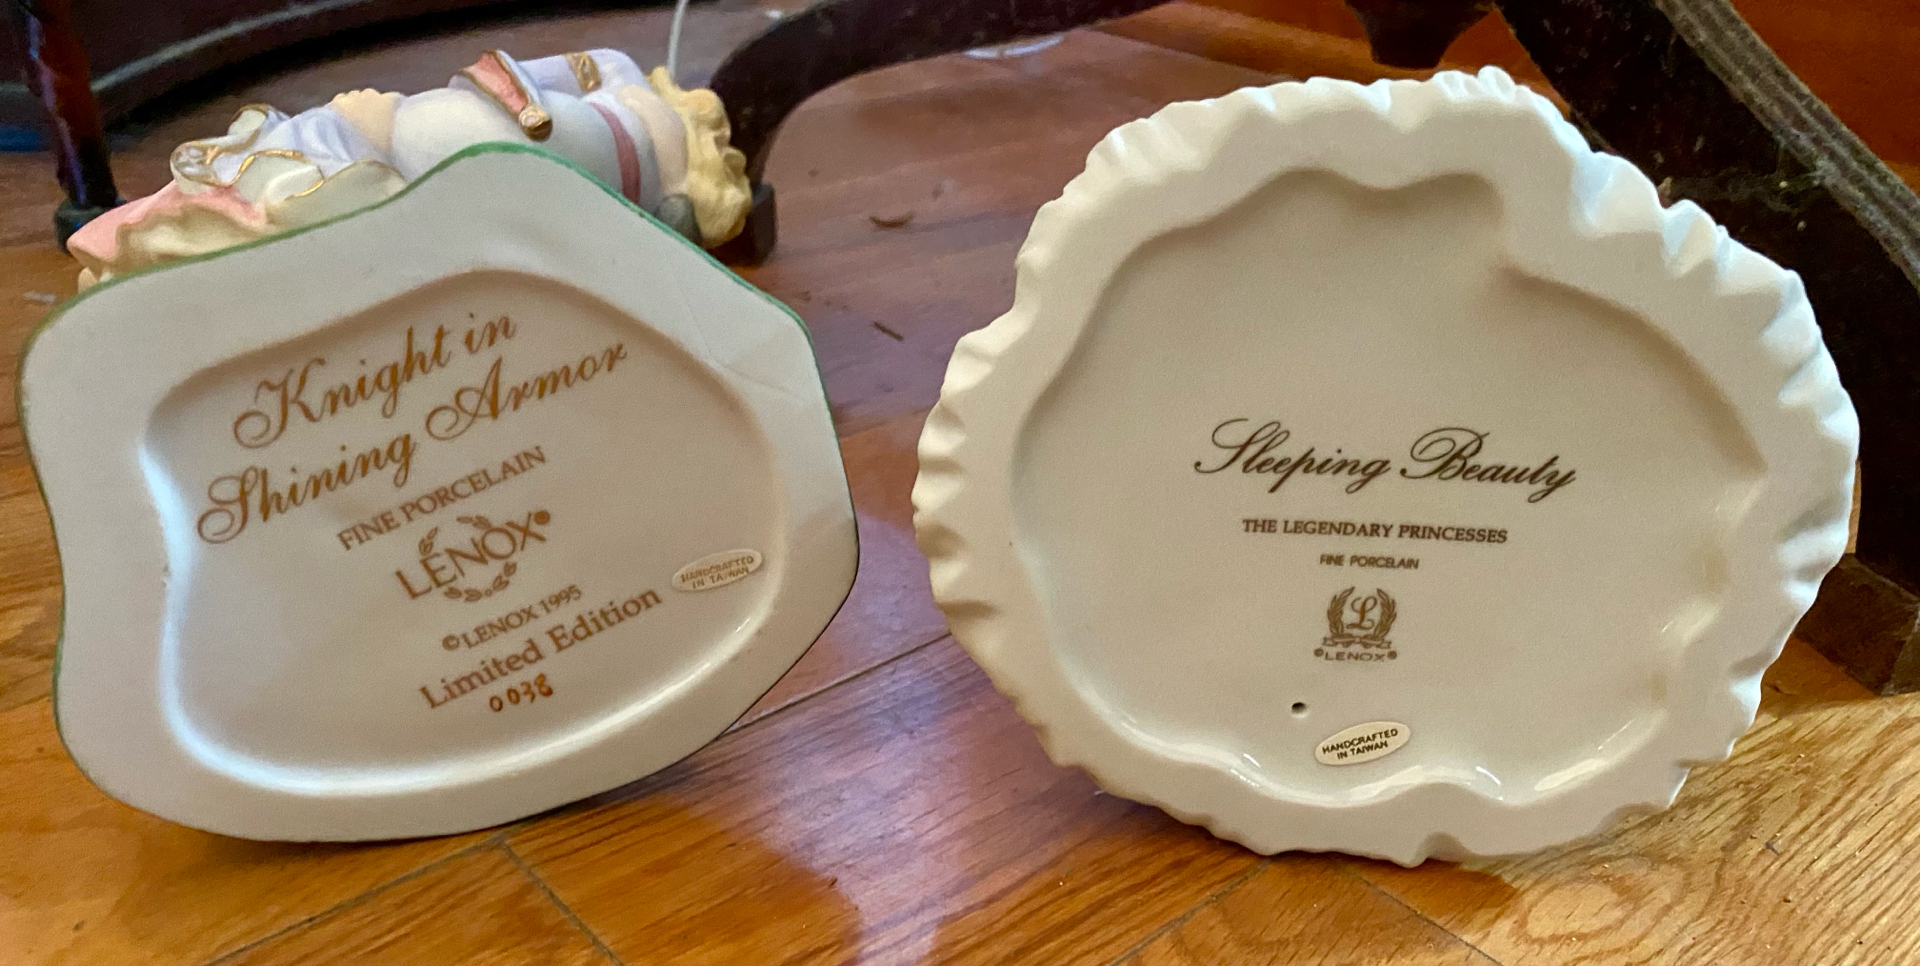 Knight in
Shining Armor
FINE PORCELAIN
LENOX®
©LENOX 1995
Limited Edition
0038
HANDCRAFTED
IN TAIWAN
Sleeping Beauty
THE LEGENDARY PRINCESSES
FINE PORCELAIN
L
©LENOX®
HANDCRAFTED
IN TAIWAN